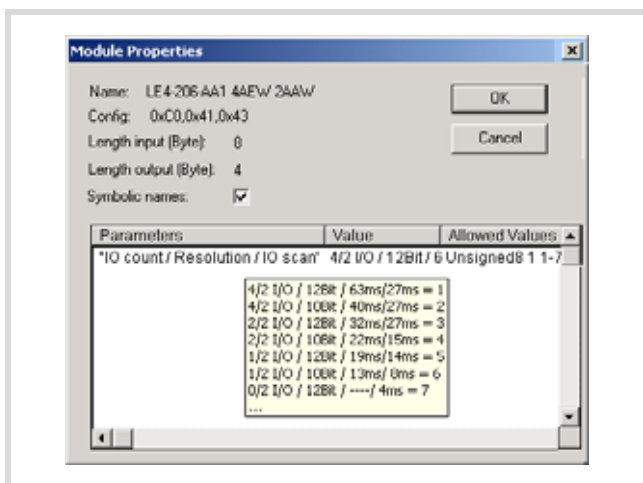 Module Properties
Name: LE4-206-AA1 4AEW 2AAW
Config: 0xC0,0x41,0x43
Length input (Byte): 8
Length output (Byte): 4
Symbolic names:
OK
Cancel
Parameters Value Allowed Values
"IO count / Resolution / IO scan" 4/2 I/O / 12Bit / 6 Unsigned8 1 1-7
4/2 I/O / 12Bit / 63ms/27ms = 1
4/2 I/O / 10Bit / 40ms/27ms = 2
2/2 I/O / 12Bit / 32ms/27ms = 3
2/2 I/O / 10Bit / 22ms/15ms = 4
1/2 I/O / 12Bit / 19ms/14ms = 5
1/2 I/O / 10Bit / 13ms/ 8ms = 6
0/2 I/O / 12Bit / ----/ 4ms = 7
...